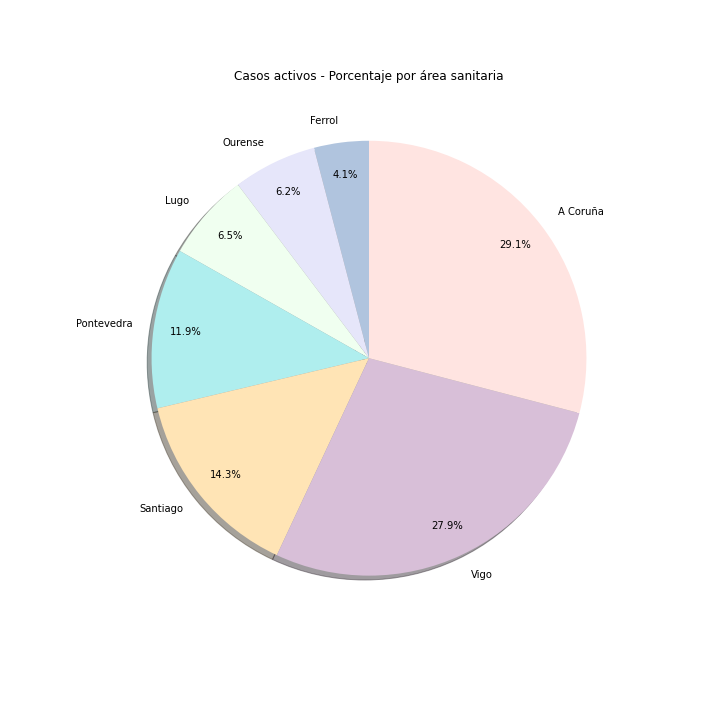 Casos activos - Porcentaje por área sanitaria
Ferrol
4.1%
Ourense
6.2%
Lugo
6.5%
A Coruña
29.1%
Pontevedra
11.9%
Santiago
14.3%
Vigo
27.9%